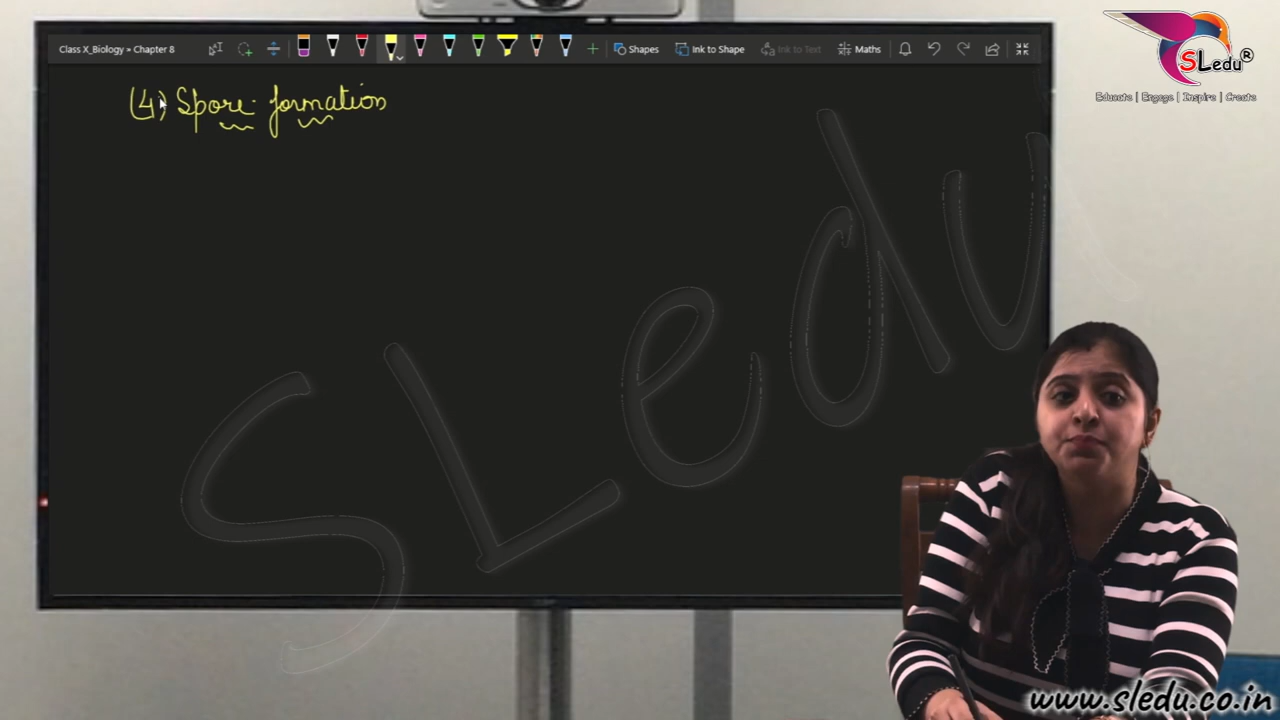 Class X_Biology » Chapter 8
Shapes
Ink to Shape
Ink to Text
Maths
SLedu®
Educate | Engage | Inspire | Create
(4) Spore formation
SLedu
www.sledu.co.in